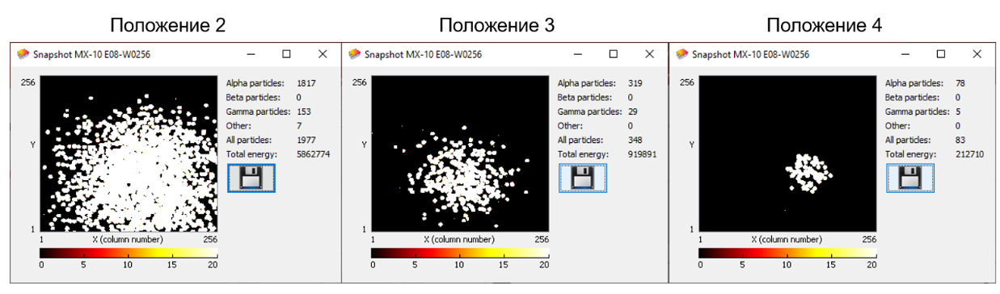 Положение 2
Положение 3
Положение 4
Snapshot MX-10 E08-W0256
256
Y
1
1
X (column number)
256
0
5
10
15
20
Alpha particles: 1817
Beta particles: 0
Gamma particles: 153
Other: 7
All particles: 1977
Total energy: 5862774
Snapshot MX-10 E08-W0256
256
Y
1
1
X (column number)
256
0
5
10
15
20
Alpha particles: 319
Beta particles: 0
Gamma particles: 29
Other: 0
All particles: 348
Total energy: 919891
Snapshot MX-10 E08-W0256
256
Y
1
1
X (column number)
256
0
5
10
15
20
Alpha particles: 78
Beta particles: 0
Gamma particles: 5
Other: 0
All particles: 83
Total energy: 212710